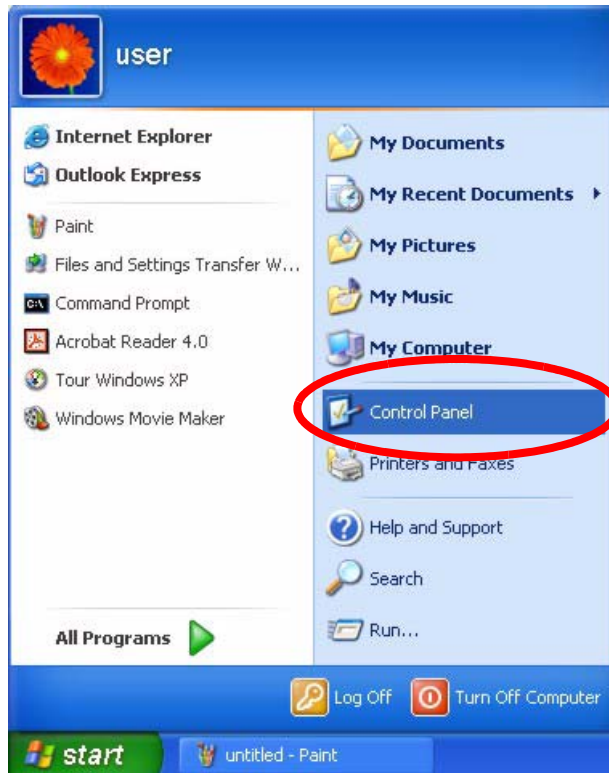 user
Internet Explorer
Outlook Express
Paint
Files and Settings Transfer W...
Command Prompt
Acrobat Reader 4.0
Tour Windows XP
Windows Movie Maker
All Programs
My Documents
My Recent Documents
My Pictures
My Music
My Computer
Control Panel
Printers and Faxes
Help and Support
Search
Run...
Log Off
Turn Off Computer
start
untitled - Paint